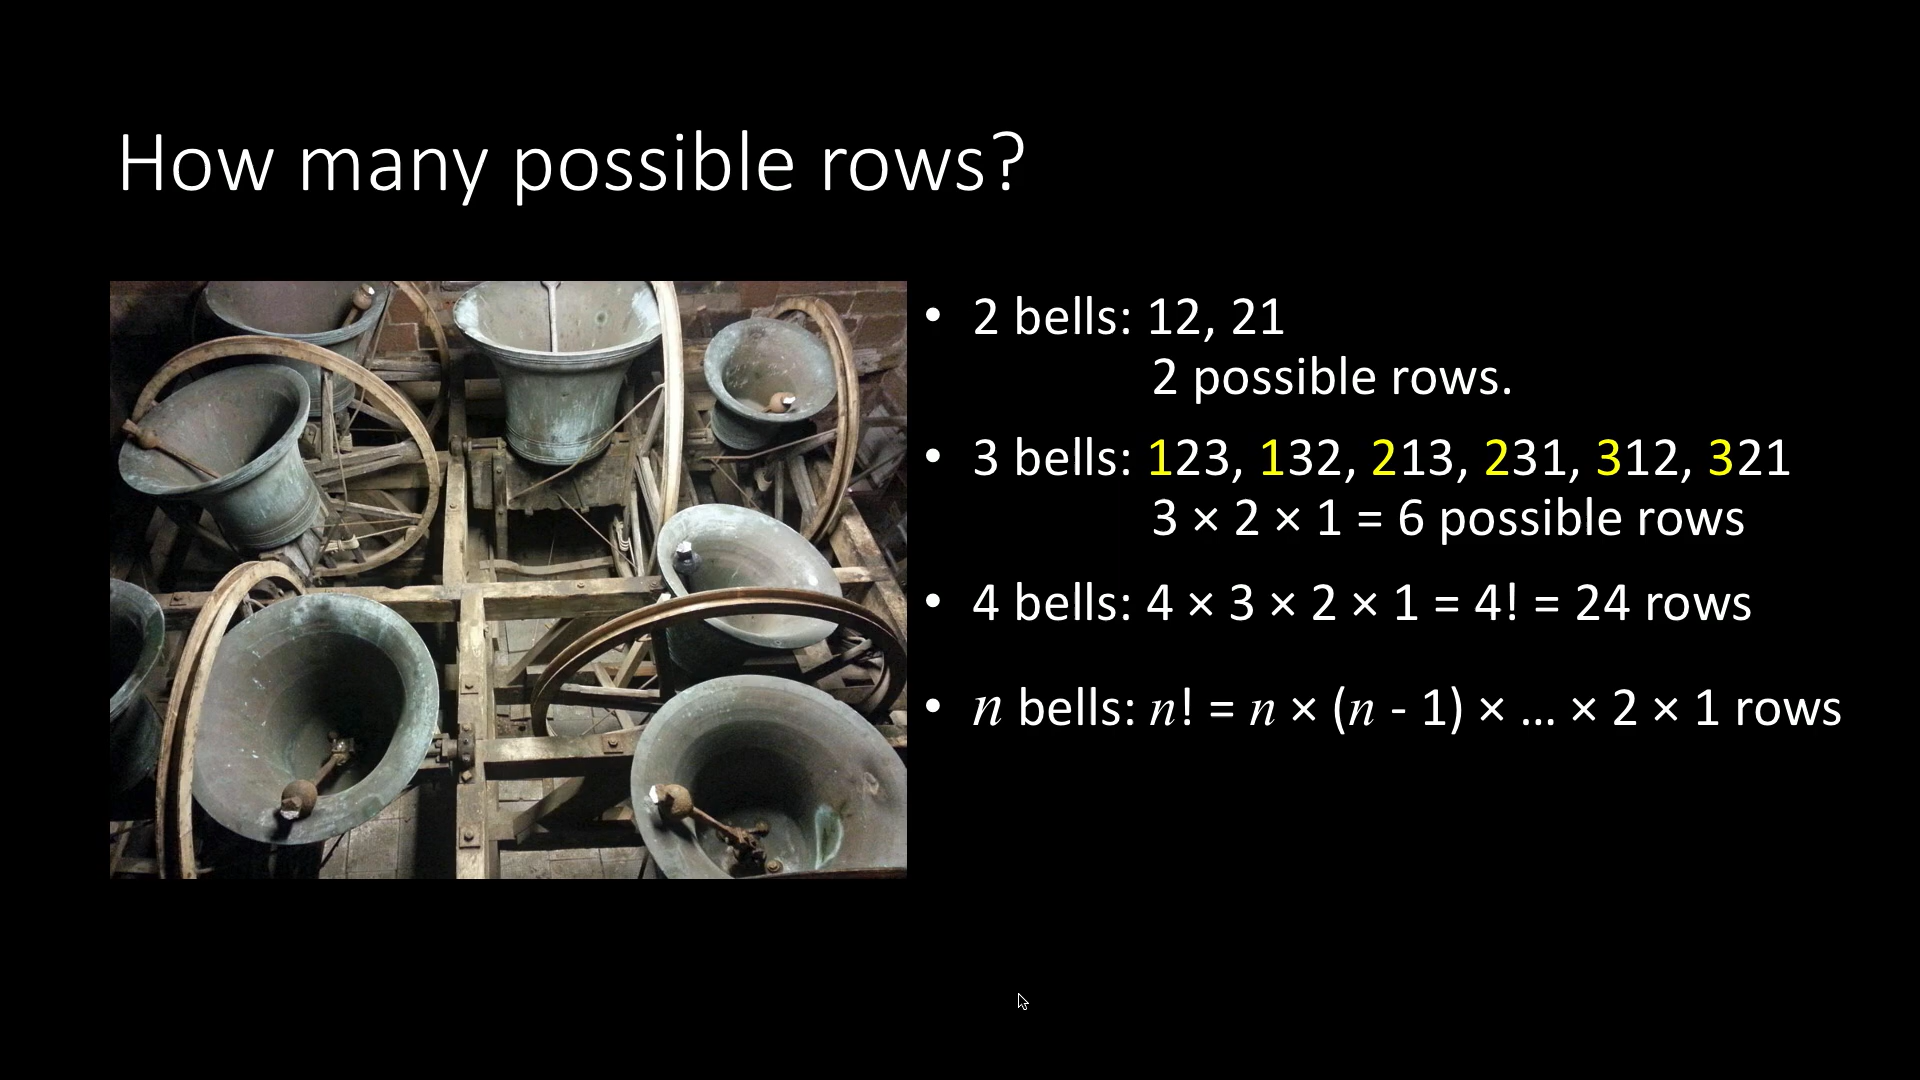 How many possible rows?
• 2 bells: 12, 21
2 possible rows.
• 3 bells: 123, 132, 213, 231, 312, 321
3 × 2 × 1 = 6 possible rows
• 4 bells: 4 × 3 × 2 × 1 = 4! = 24 rows
• n bells: n! = n × (n - 1) × ... × 2 × 1 rows